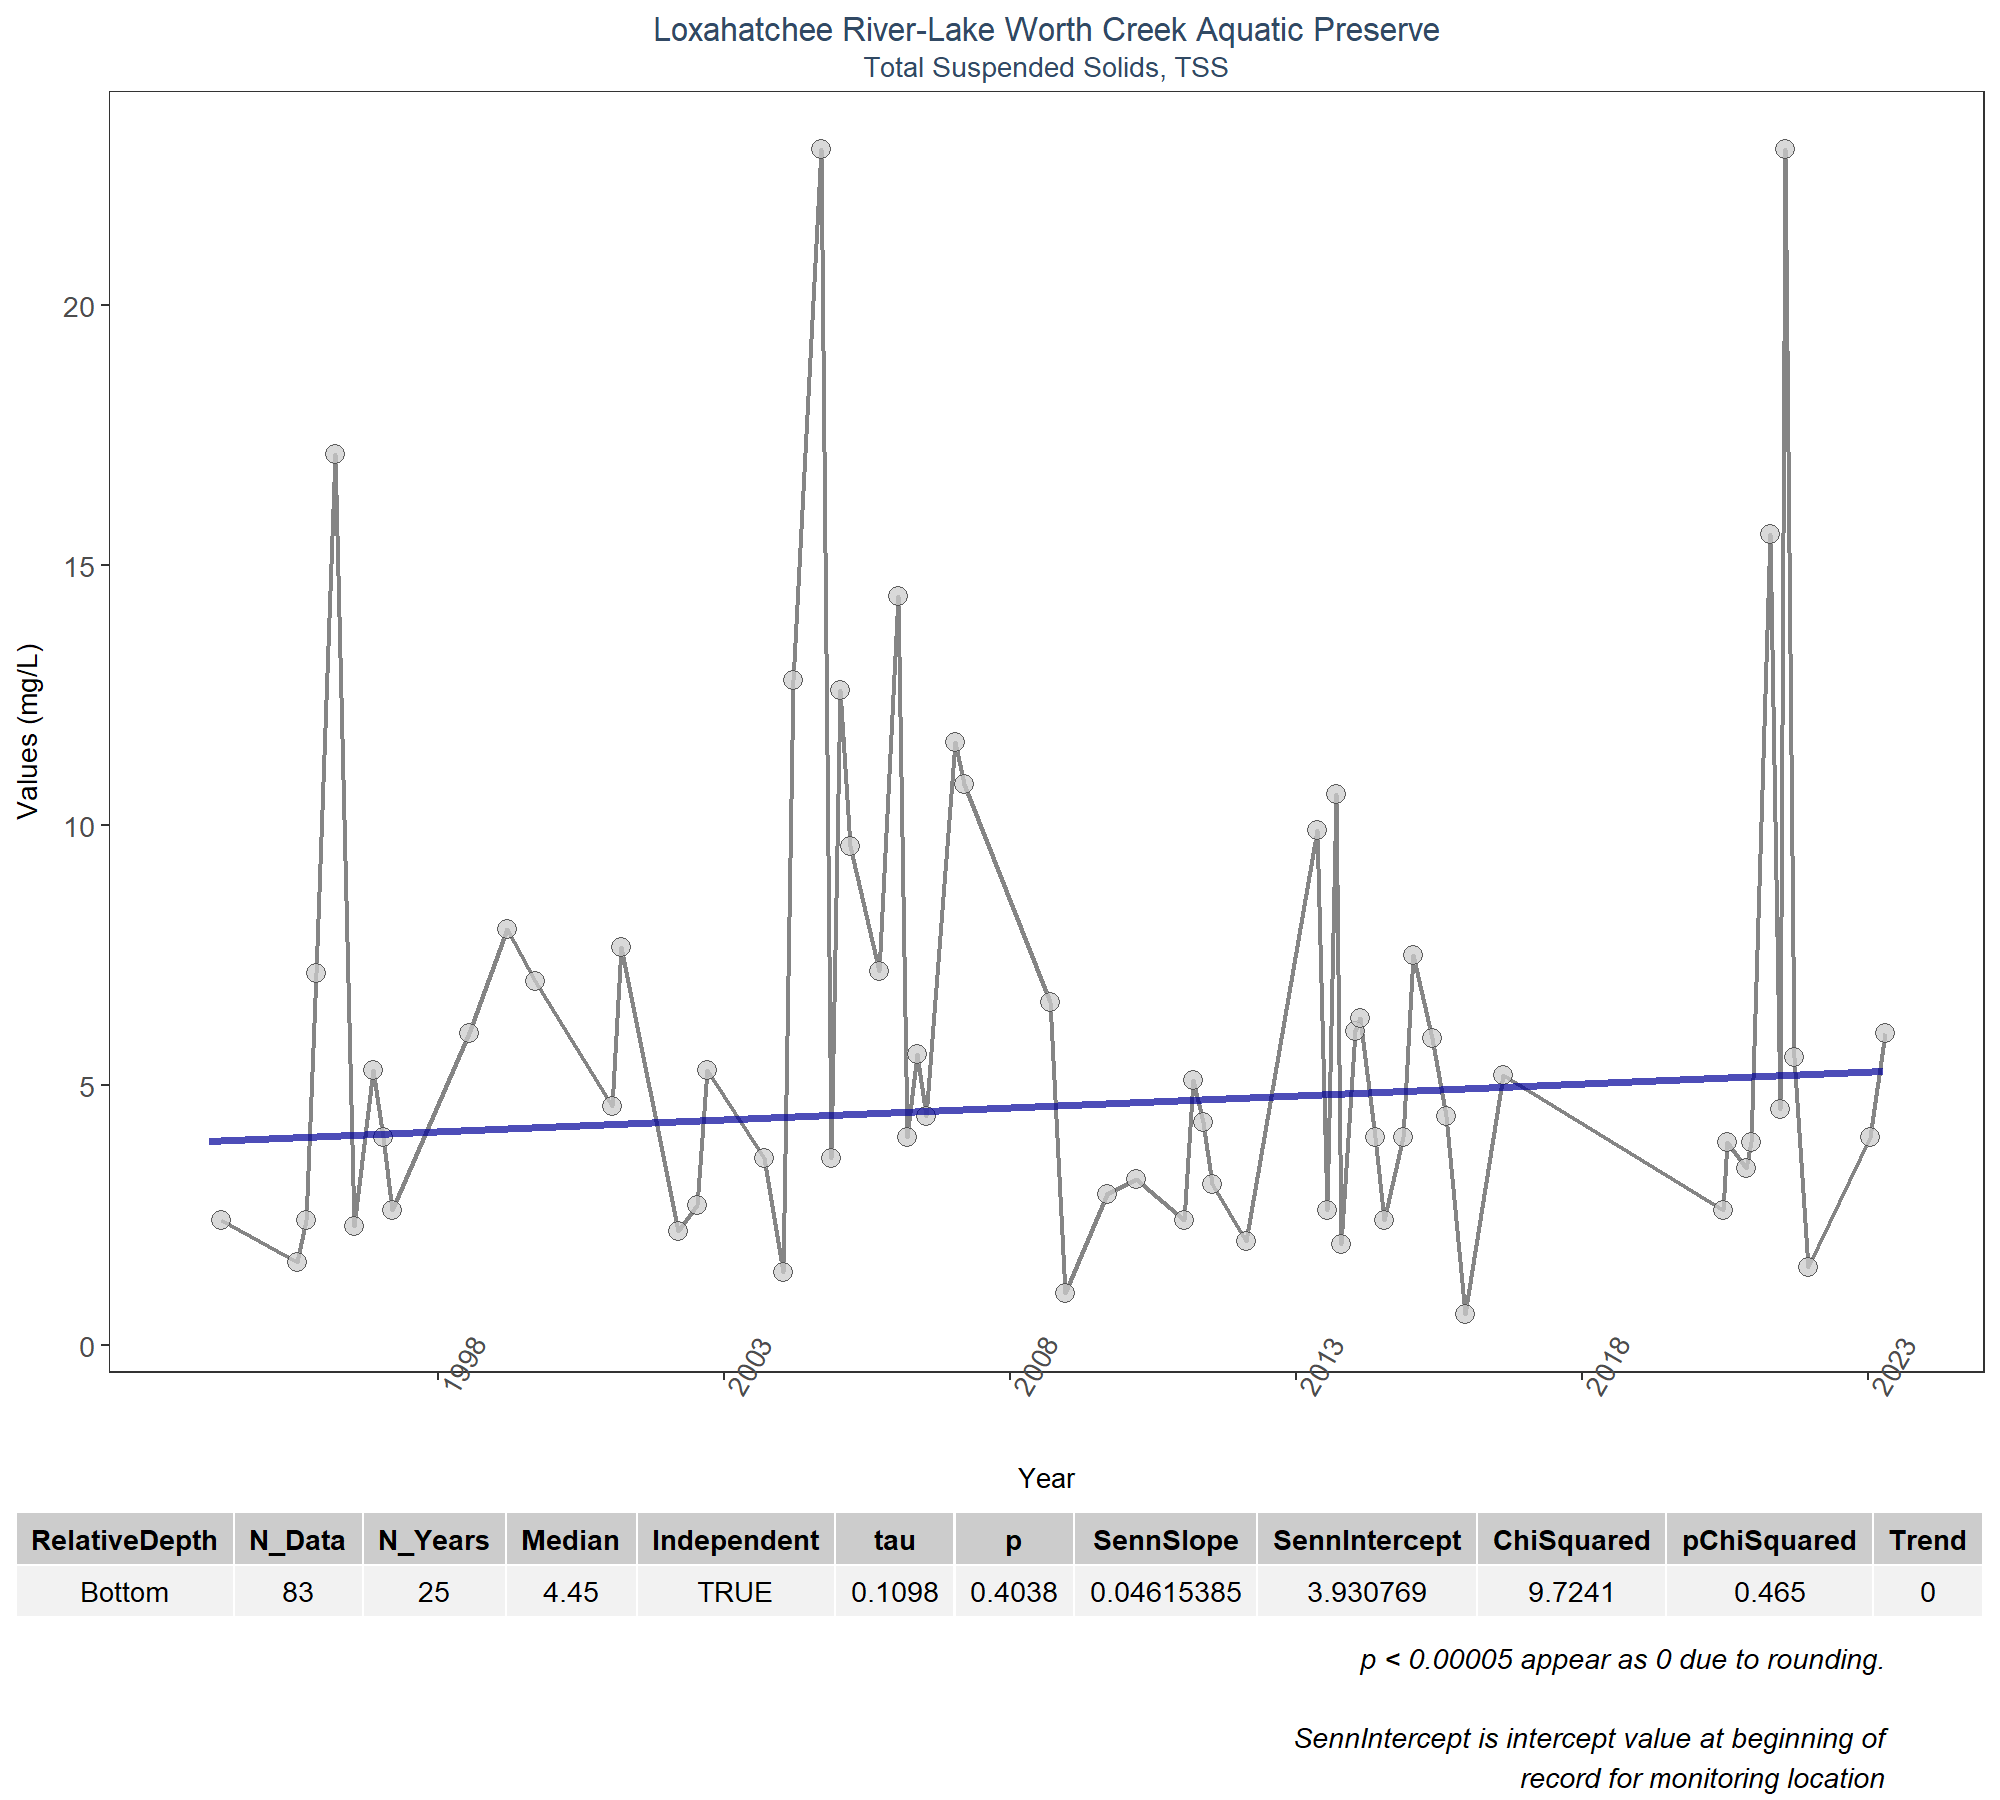 Loxahatchee River-Lake Worth Creek Aquatic Preserve
Total Suspended Solids, TSS
Values (mg/L)
20
15
10
5
0
1998 2003 2008 2013 2018 2023
Year
RelativeDepth N_Data N_Years Median Independent tau p SennSlope SennIntercept ChiSquared pChiSquared Trend
Bottom 83 25 4.45 TRUE 0.1098 0.4038 0.04615385 3.930769 9.7241 0.465 0
p < 0.00005 appear as 0 due to rounding.
SennIntercept is intercept value at beginning of
record for monitoring location